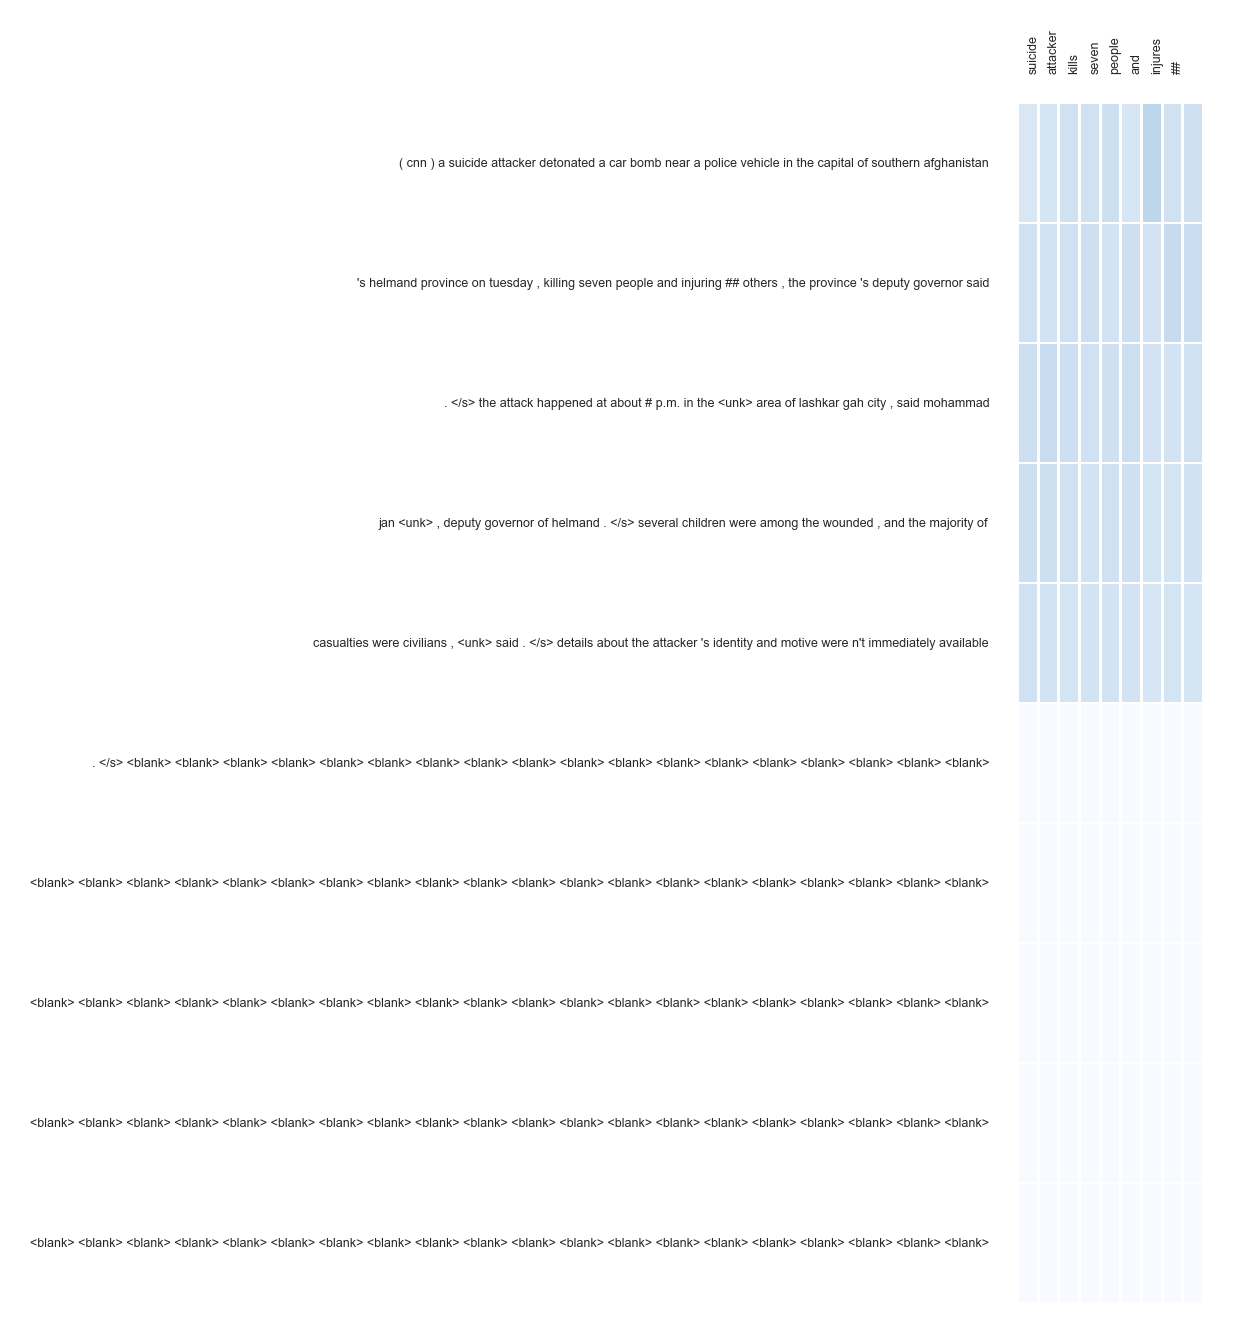 suicide
attacker
kills
seven
people
and
injures
##
( cnn ) a suicide attacker detonated a car bomb near a police vehicle in the capital of southern afghanistan
's helmand province on tuesday , killing seven people and injuring ## others , the province 's deputy governor said
. </s> the attack happened at about # p.m. in the <unk> area of lashkar gah city , said mohammad
jan <unk> , deputy governor of helmand . </s> several children were among the wounded , and the majority of
casualties were civilians , <unk> said . </s> details about the attacker 's identity and motive were n't immediately available
. </s> <blank> <blank> <blank> <blank> <blank> <blank> <blank> <blank> <blank> <blank> <blank> <blank> <blank> <blank> <blank> <blank> <blank> <blank>
<blank> <blank> <blank> <blank> <blank> <blank> <blank> <blank> <blank> <blank> <blank> <blank> <blank> <blank> <blank> <blank> <blank> <blank> <blank> <blank>
<blank> <blank> <blank> <blank> <blank> <blank> <blank> <blank> <blank> <blank> <blank> <blank> <blank> <blank> <blank> <blank> <blank> <blank> <blank> <blank>
<blank> <blank> <blank> <blank> <blank> <blank> <blank> <blank> <blank> <blank> <blank> <blank> <blank> <blank> <blank> <blank> <blank> <blank> <blank> <blank>
<blank> <blank> <blank> <blank> <blank> <blank> <blank> <blank> <blank> <blank> <blank> <blank> <blank> <blank> <blank> <blank> <blank> <blank> <blank> <blank>